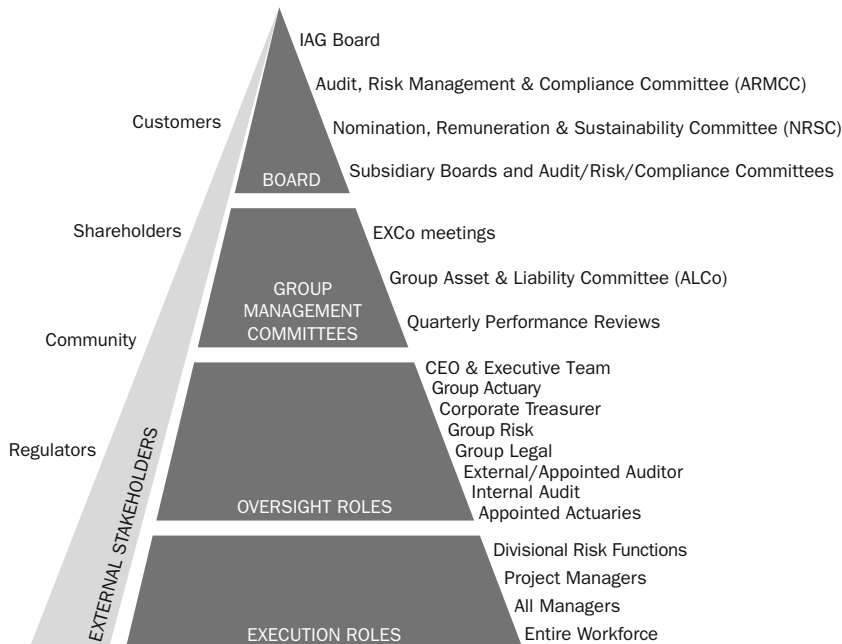 IAG Board
Audit, Risk Management & Compliance Committee (ARMCC)
Customers
Nomination, Remuneration & Sustainability Committee (NRSC)
Subsidiary Boards and Audit/Risk/Compliance Committees
BOARD
Shareholders
EXCo meetings
Group Asset & Liability Committee (ALCo)
GROUP
MANAGEMENT
COMMITTEES
Quarterly Performance Reviews
Community
CEO & Executive Team
Group Actuary
Corporate Treasurer
Group Risk
Regulators
Group Legal
External/Appointed Auditor
Internal Audit
Appointed Actuaries
OVERSIGHT ROLES
EXTERNAL STAKEHOLDERS
Divisional Risk Functions
Project Managers
All Managers
Entire Workforce
EXECUTION ROLES